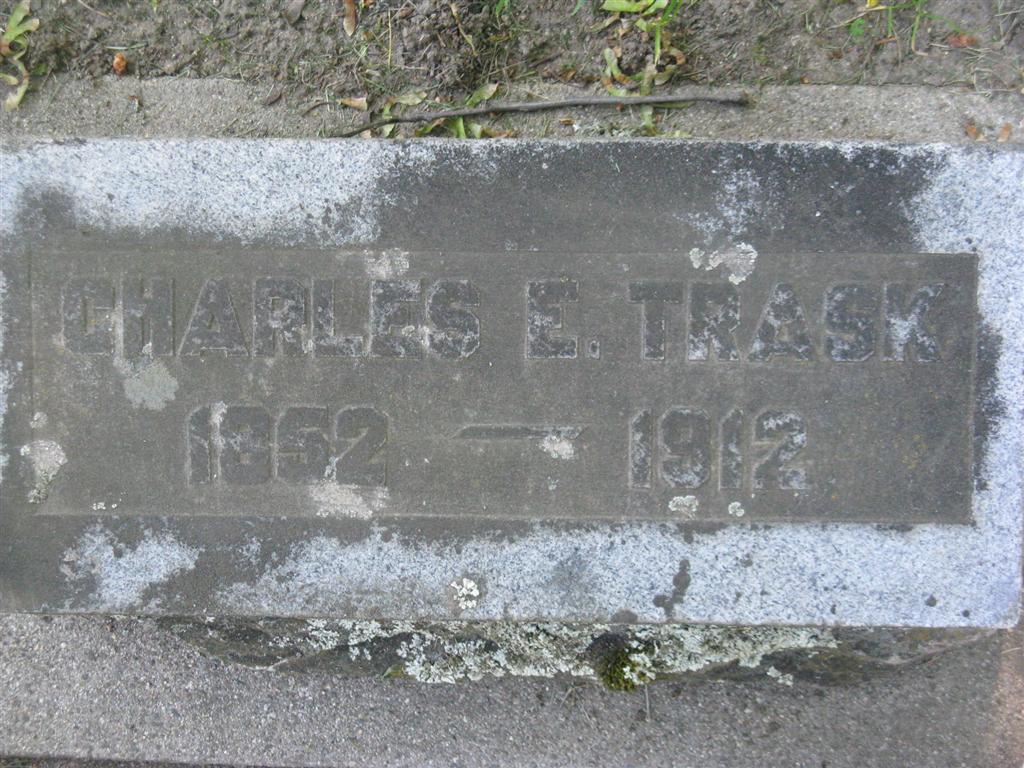 CHARLES E. TRASK
1852 — 1912